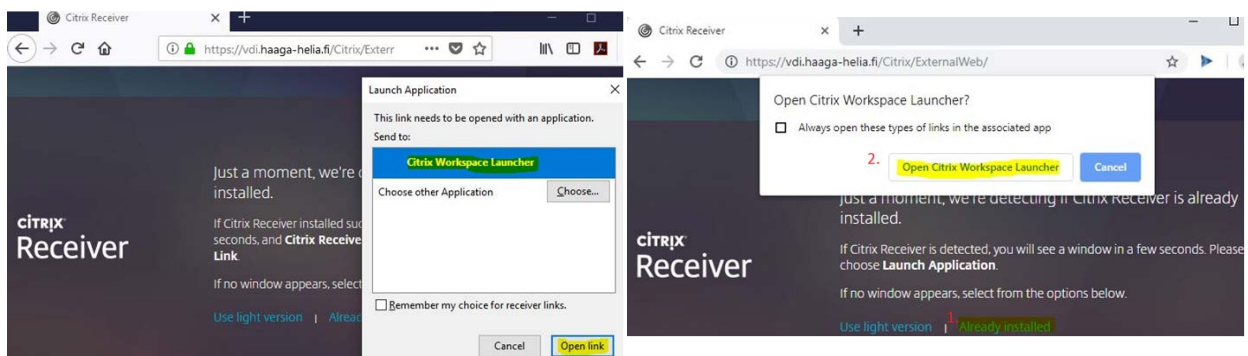 Citrix Receiver
https://vdi.haaga-helia.fi/Citrix/Exterr
Launch Application
This link needs to be opened with an application.
Send to:
Citrix Workspace Launcher
Choose other Application
Choose...
Remember my choice for receiver links.
Cancel
Open link
Just a moment, we're
installed.
CİTRIX
Receiver
If Citrix Receiver installed suc
seconds, and Citrix Receive
Link.
If no window appears, select
Use light version | Alread
Citrix Receiver
https://vdi.haaga-helia.fi/Citrix/ExternalWeb/
Open Citrix Workspace Launcher?
Always open these types of links in the associated app
2.
Open Citrix Workspace Launcher
Cancel
Just a moment, we're detecting if Citrix Receiver is already
installed.
CİTRIX
Receiver
If Citrix Receiver is detected, you will see a window in a few seconds. Please
choose Launch Application.
If no window appears, select from the options below.
1.
Use light version | Already installed